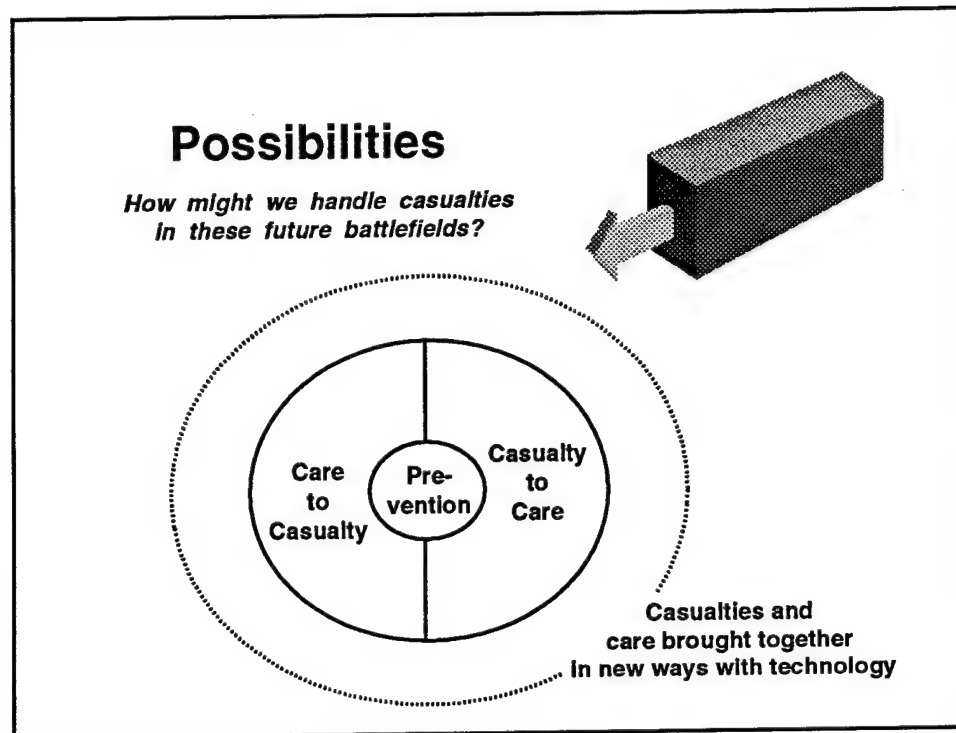 Possibilities
How might we handle casualties
in these future battlefields?
Care
to
Casualty
Pre-
vention
Casualty
to
Care
Casualties and
care brought together
in new ways with technology